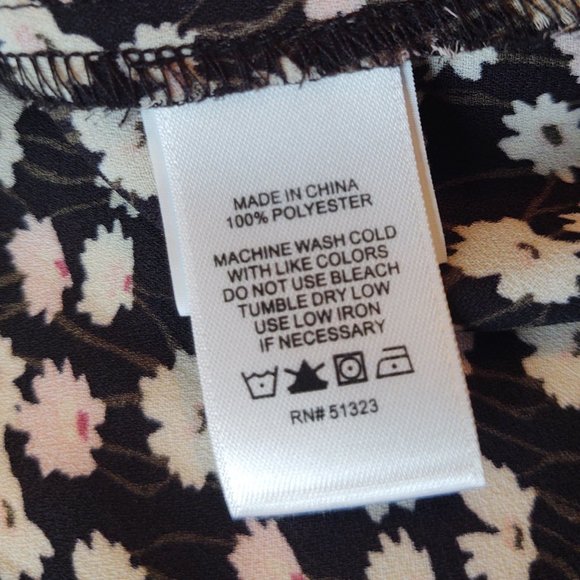 MADE IN CHINA
100% POLYESTER
MACHINE WASH COLD
WITH LIKE COLORS
DO NOT USE BLEACH
TUMBLE DRY LOW
USE LOW IRON
IF NECESSARY
RN# 51323